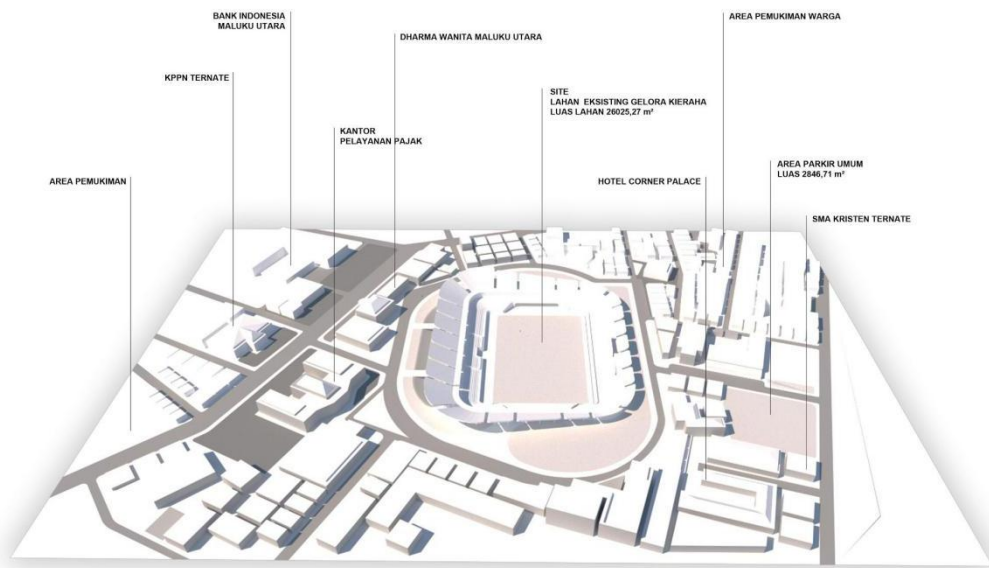 BANK INDONESIA
MALUKU UTARA
DHARMA WANITA MALUKU UTARA
AREA PEMUKIMAN WARGA
KPPN TERNATE
SITE
LAHAN EKSISTING GELORA KIERAHA
LUAS LAHAN 26025,27 m²
KANTOR
PELAYANAN PAJAK
AREA PARKIR UMUM
LUAS 2846,71 m²
AREA PEMUKIMAN
HOTEL CORNER PALACE
SMA KRISTEN TERNATE